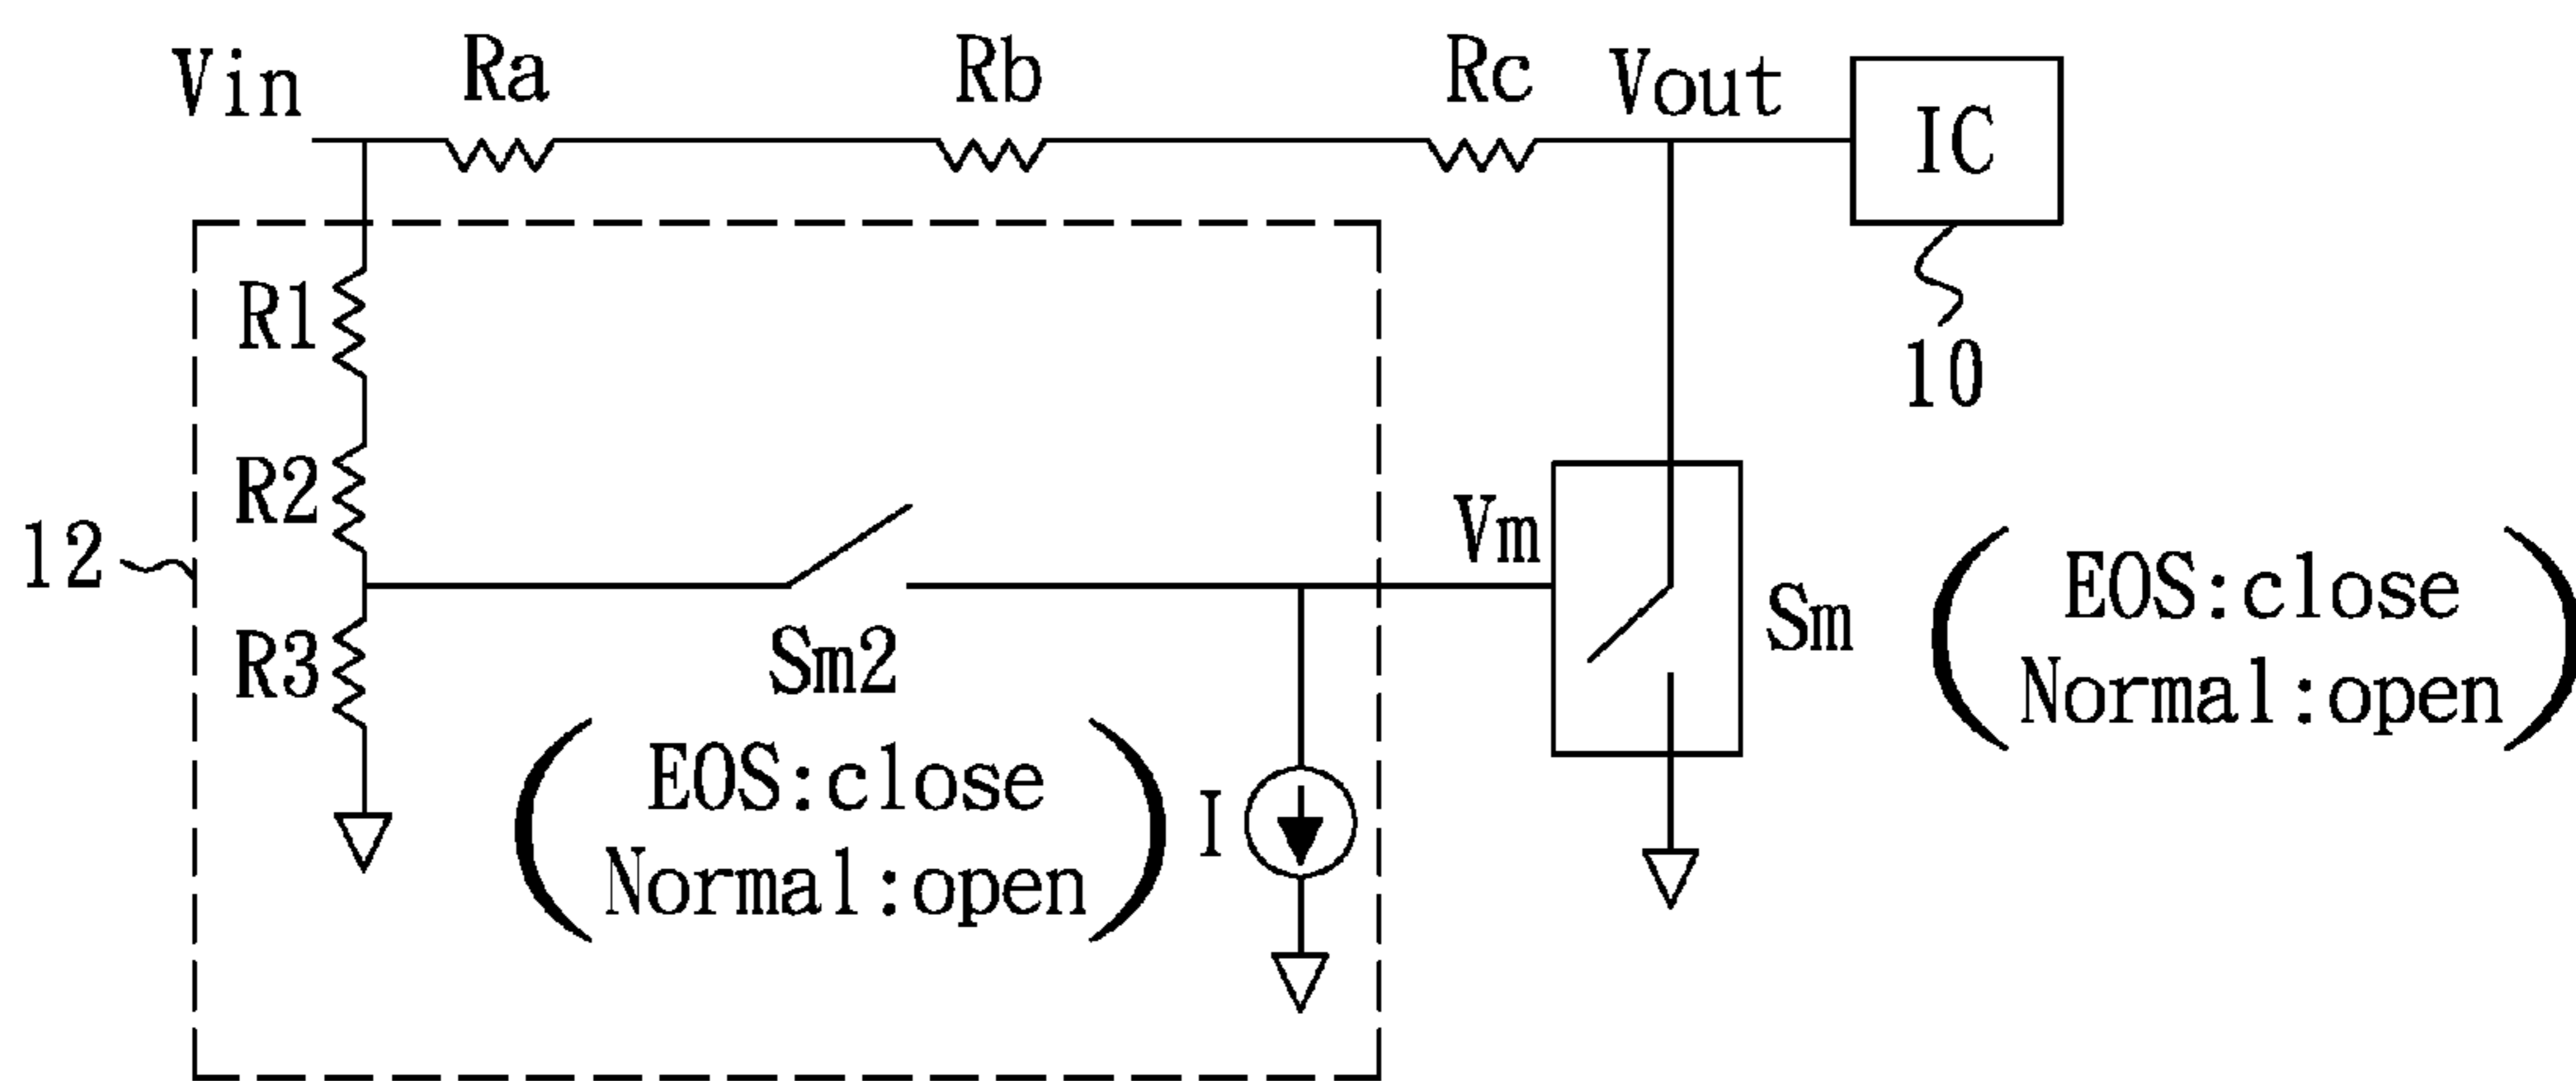 Vin
Ra
Rb
Rc
Vout
IC
10
R1
R2
R3
12
Sm2
EOS:close
Normal:open
I
Vm
Sm
EOS:close
Normal:open